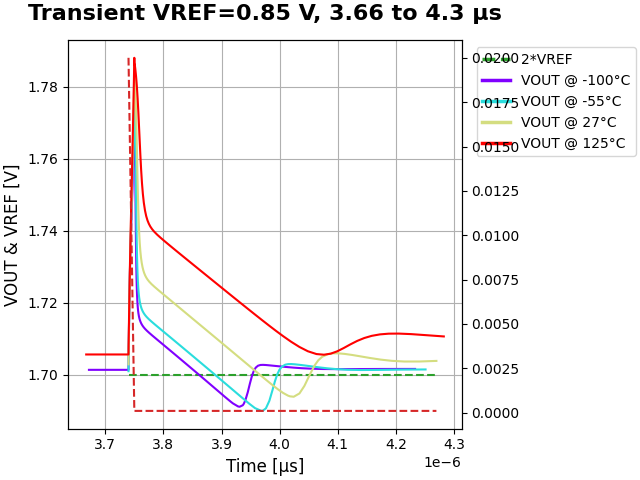 Transient VREF=0.85 V, 3.66 to 4.3 µs
VOUT & VREF [V]
1.78
1.76
1.74
1.72
1.70
0.0200
0.0175
0.0150
0.0125
0.0100
0.0075
0.0050
0.0025
0.0000
2*VREF
VOUT @ -100°C
VOUT @ -55°C
VOUT @ 27°C
VOUT @ 125°C
3.7 3.8 3.9 4.0 4.1 4.2 4.3
1e−6
Time [µs]